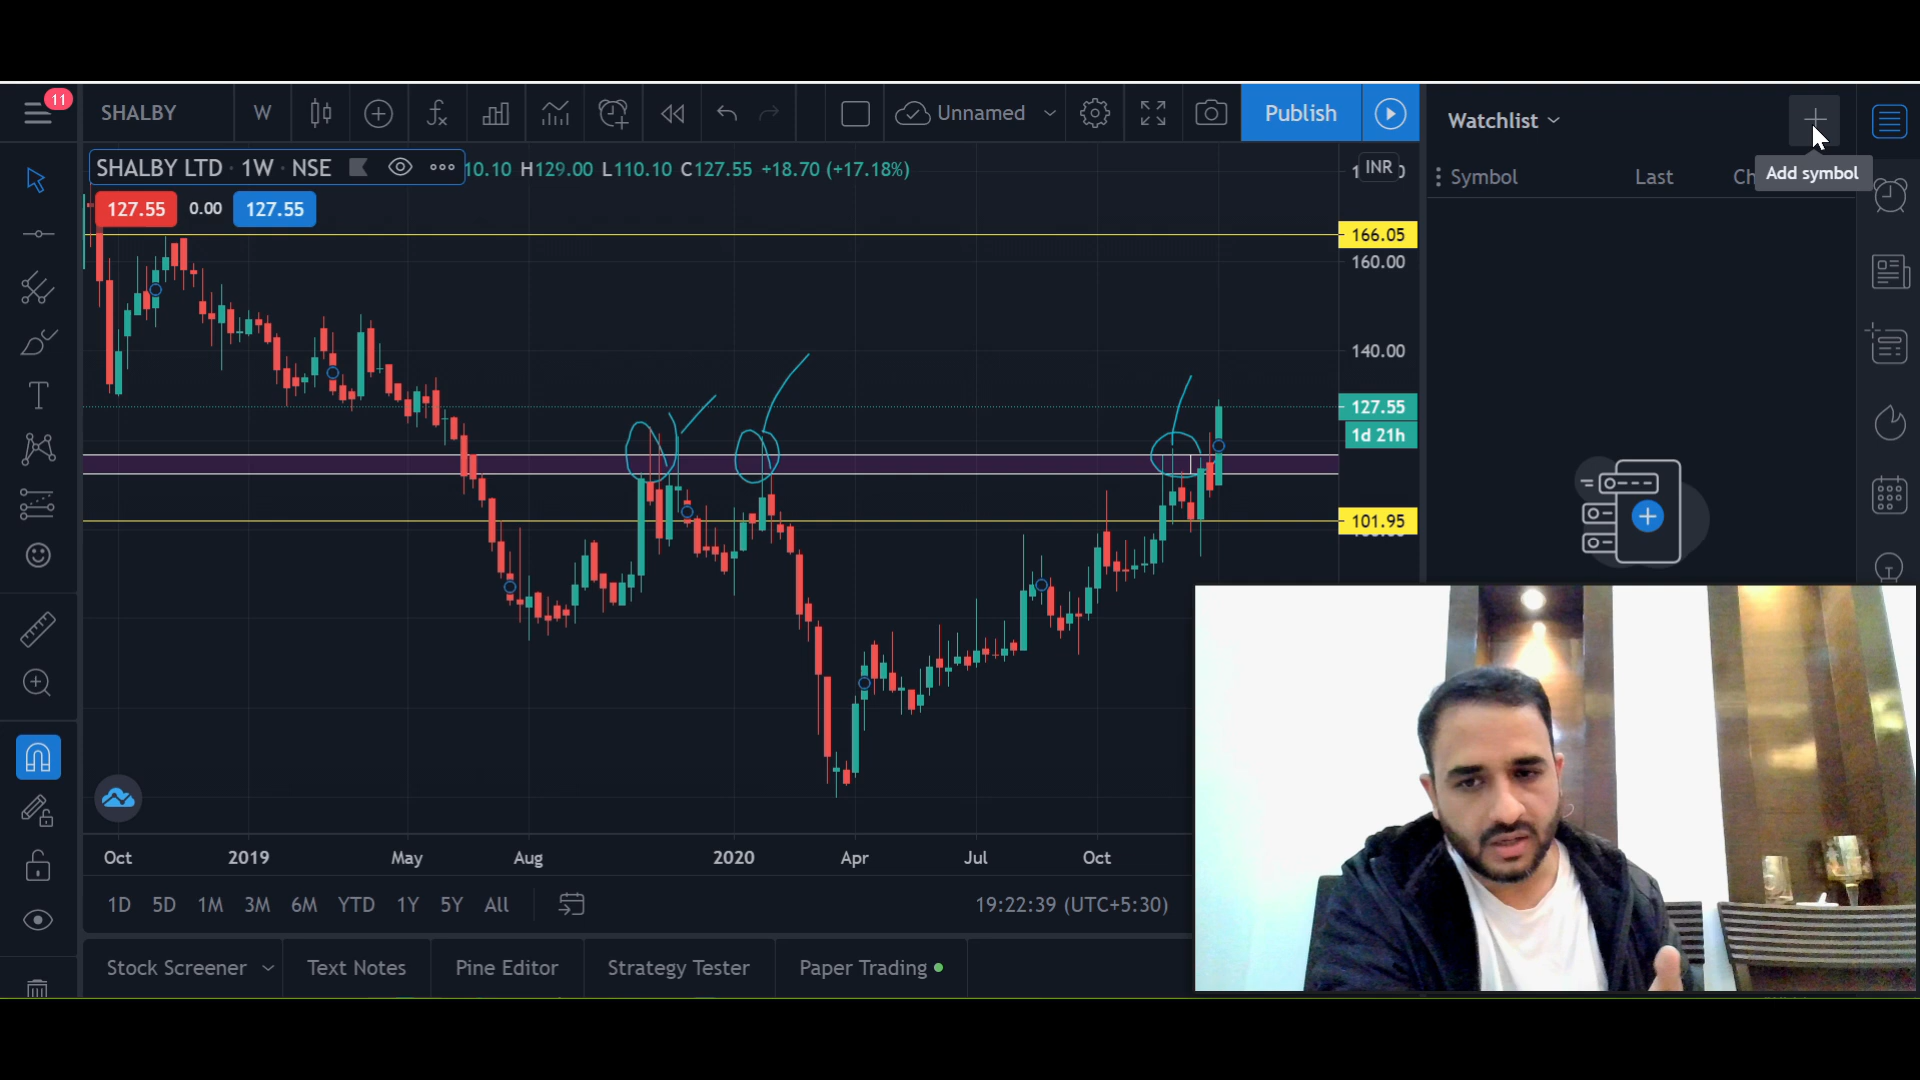 11
SHALBY
W
Unnamed
Publish
Watchlist
SHALBY LTD · 1W · NSE
10.10 H129.00 L110.10 C127.55 +18.70 (+17.18%)
INR
Symbol Last Ch
Add symbol
127.55 0.00 127.55
166.05
160.00
140.00
127.55
1d 21h
101.95
Oct 2019 May Aug 2020 Apr Jul Oct
1D 5D 1M 3M 6M YTD 1Y 5Y All
19:22:39 (UTC+5:30)
Stock Screener Text Notes Pine Editor Strategy Tester Paper Trading